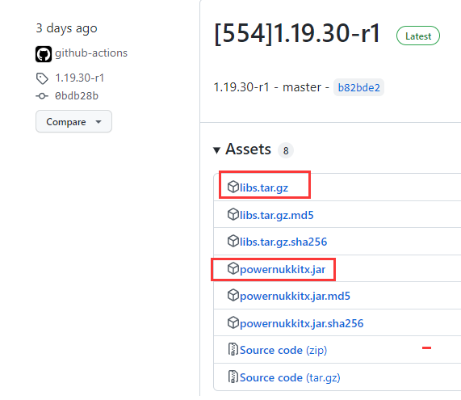 3 days ago
github-actions
1.19.30-r1
0bdb28b
Compare
[554]1.19.30-r1
Latest
1.19.30-r1 - master - b82bde2
Assets 8
libs.tar.gz
libs.tar.gz.md5
libs.tar.gz.sha256
powernukkitx.jar
powernukkitx.jar.md5
powernukkitx.jar.sha256
Source code (zip)
Source code (tar.gz)